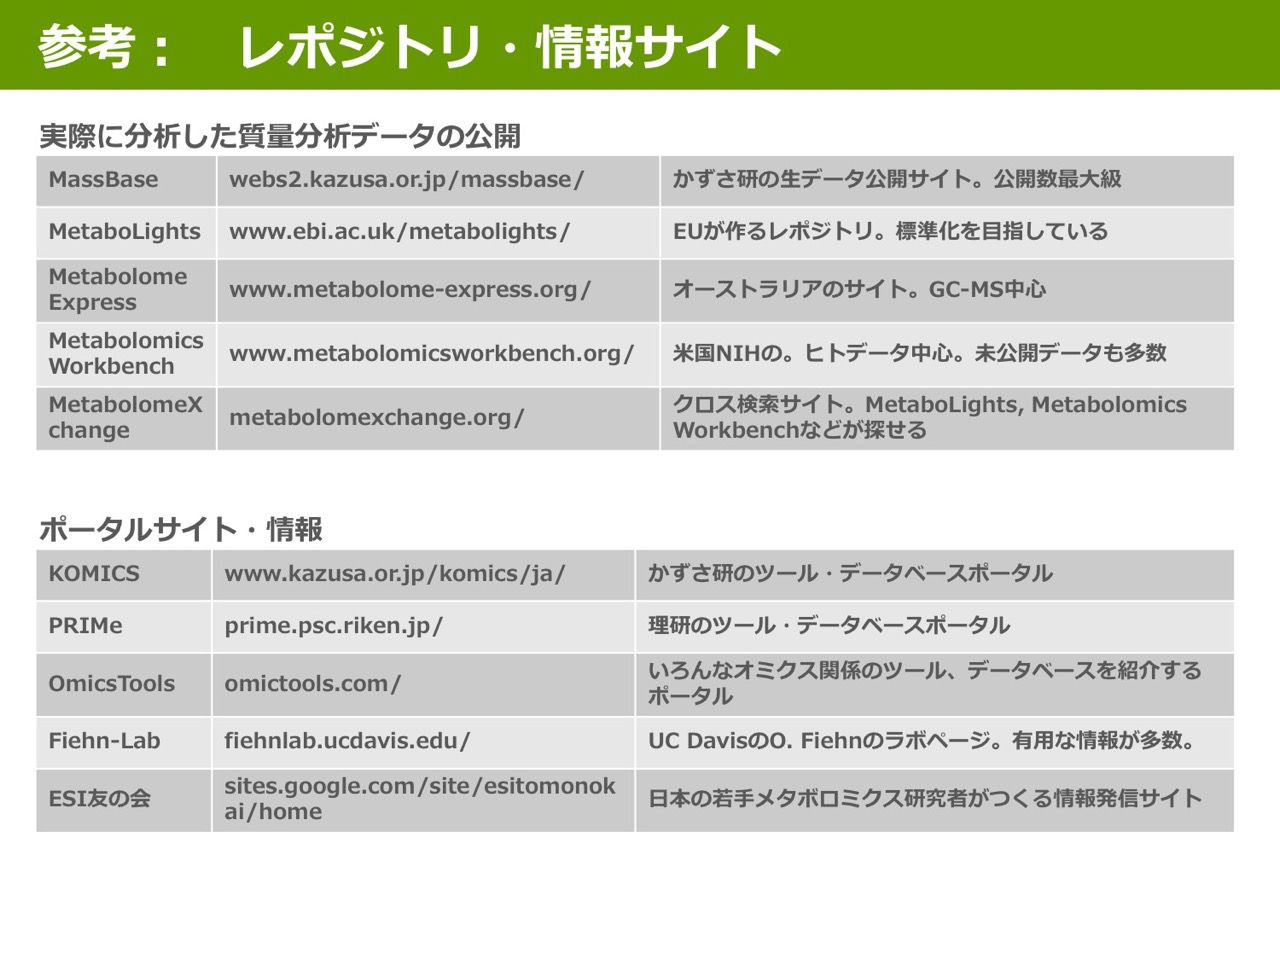 参考： レポジトリ・情報サイト
実際に分析した質量分析データの公開
MassBase webs2.kazusa.or.jp/massbase/ かずさ研の生データ公開サイト。公開数最大級
MetaboLights www.ebi.ac.uk/metabolights/ EUが作るレポジトリ。標準化を目指している
Metabolome
Express
www.metabolome-express.org/
オーストラリアのサイト。GC-MS中心
Metabolomics
Workbench
www.metabolomicsworkbench.org/
米国NIHの。ヒトデータ中心。未公開データも多数
MetabolomeX
change
metabolomexchange.org/
クロス検索サイト。MetaboLights, Metabolomics
Workbenchなどが探せる
ポータルサイト・情報
KOMICS www.kazusa.or.jp/komics/ja/ かずさ研のツール・データベースポータル
PRIMe prime.psc.riken.jp/ 理研のツール・データベースポータル
OmicsTools omictools.com/
いろんなオミクス関係のツール、データベースを紹介する
ポータル
Fiehn-Lab fiehnlab.ucdavis.edu/ UC DavisのO. Fiehnのラボページ。有用な情報が多数。
ESI友の会
sites.google.com/site/esitomonok
ai/home
日本の若手メタボロミクス研究者がつくる情報発信サイト